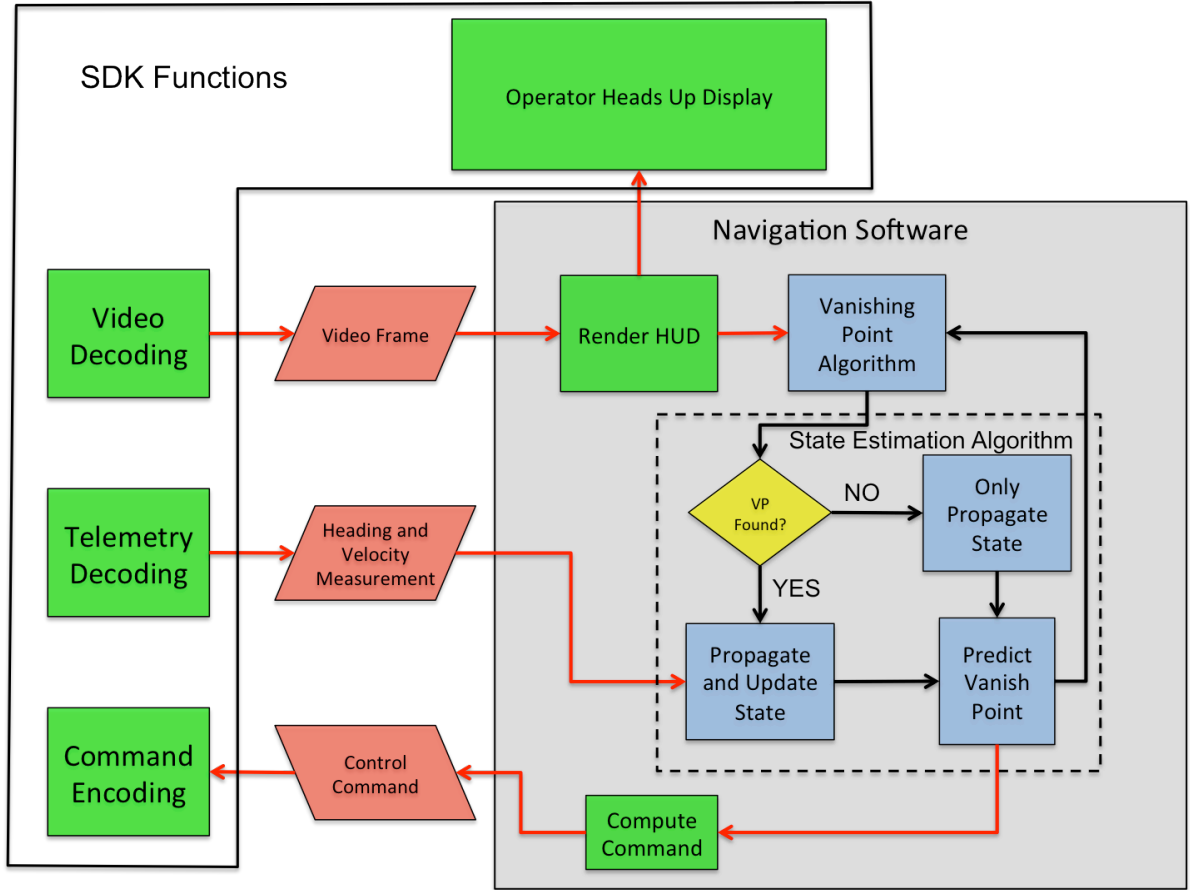 SDK Functions
Operator Heads Up Display
Navigation Software
Video
Decoding
Video Frame
Render HUD
Vanishing
Point
Algorithm
State Estimation Algorithm
VP
Found?
NO
Only
Propagate
State
Telemetry
Decoding
Heading and
Velocity
Measurement
YES
Propagate
and Update
State
Predict
Vanish
Point
Command
Encoding
Control
Command
Compute
Command